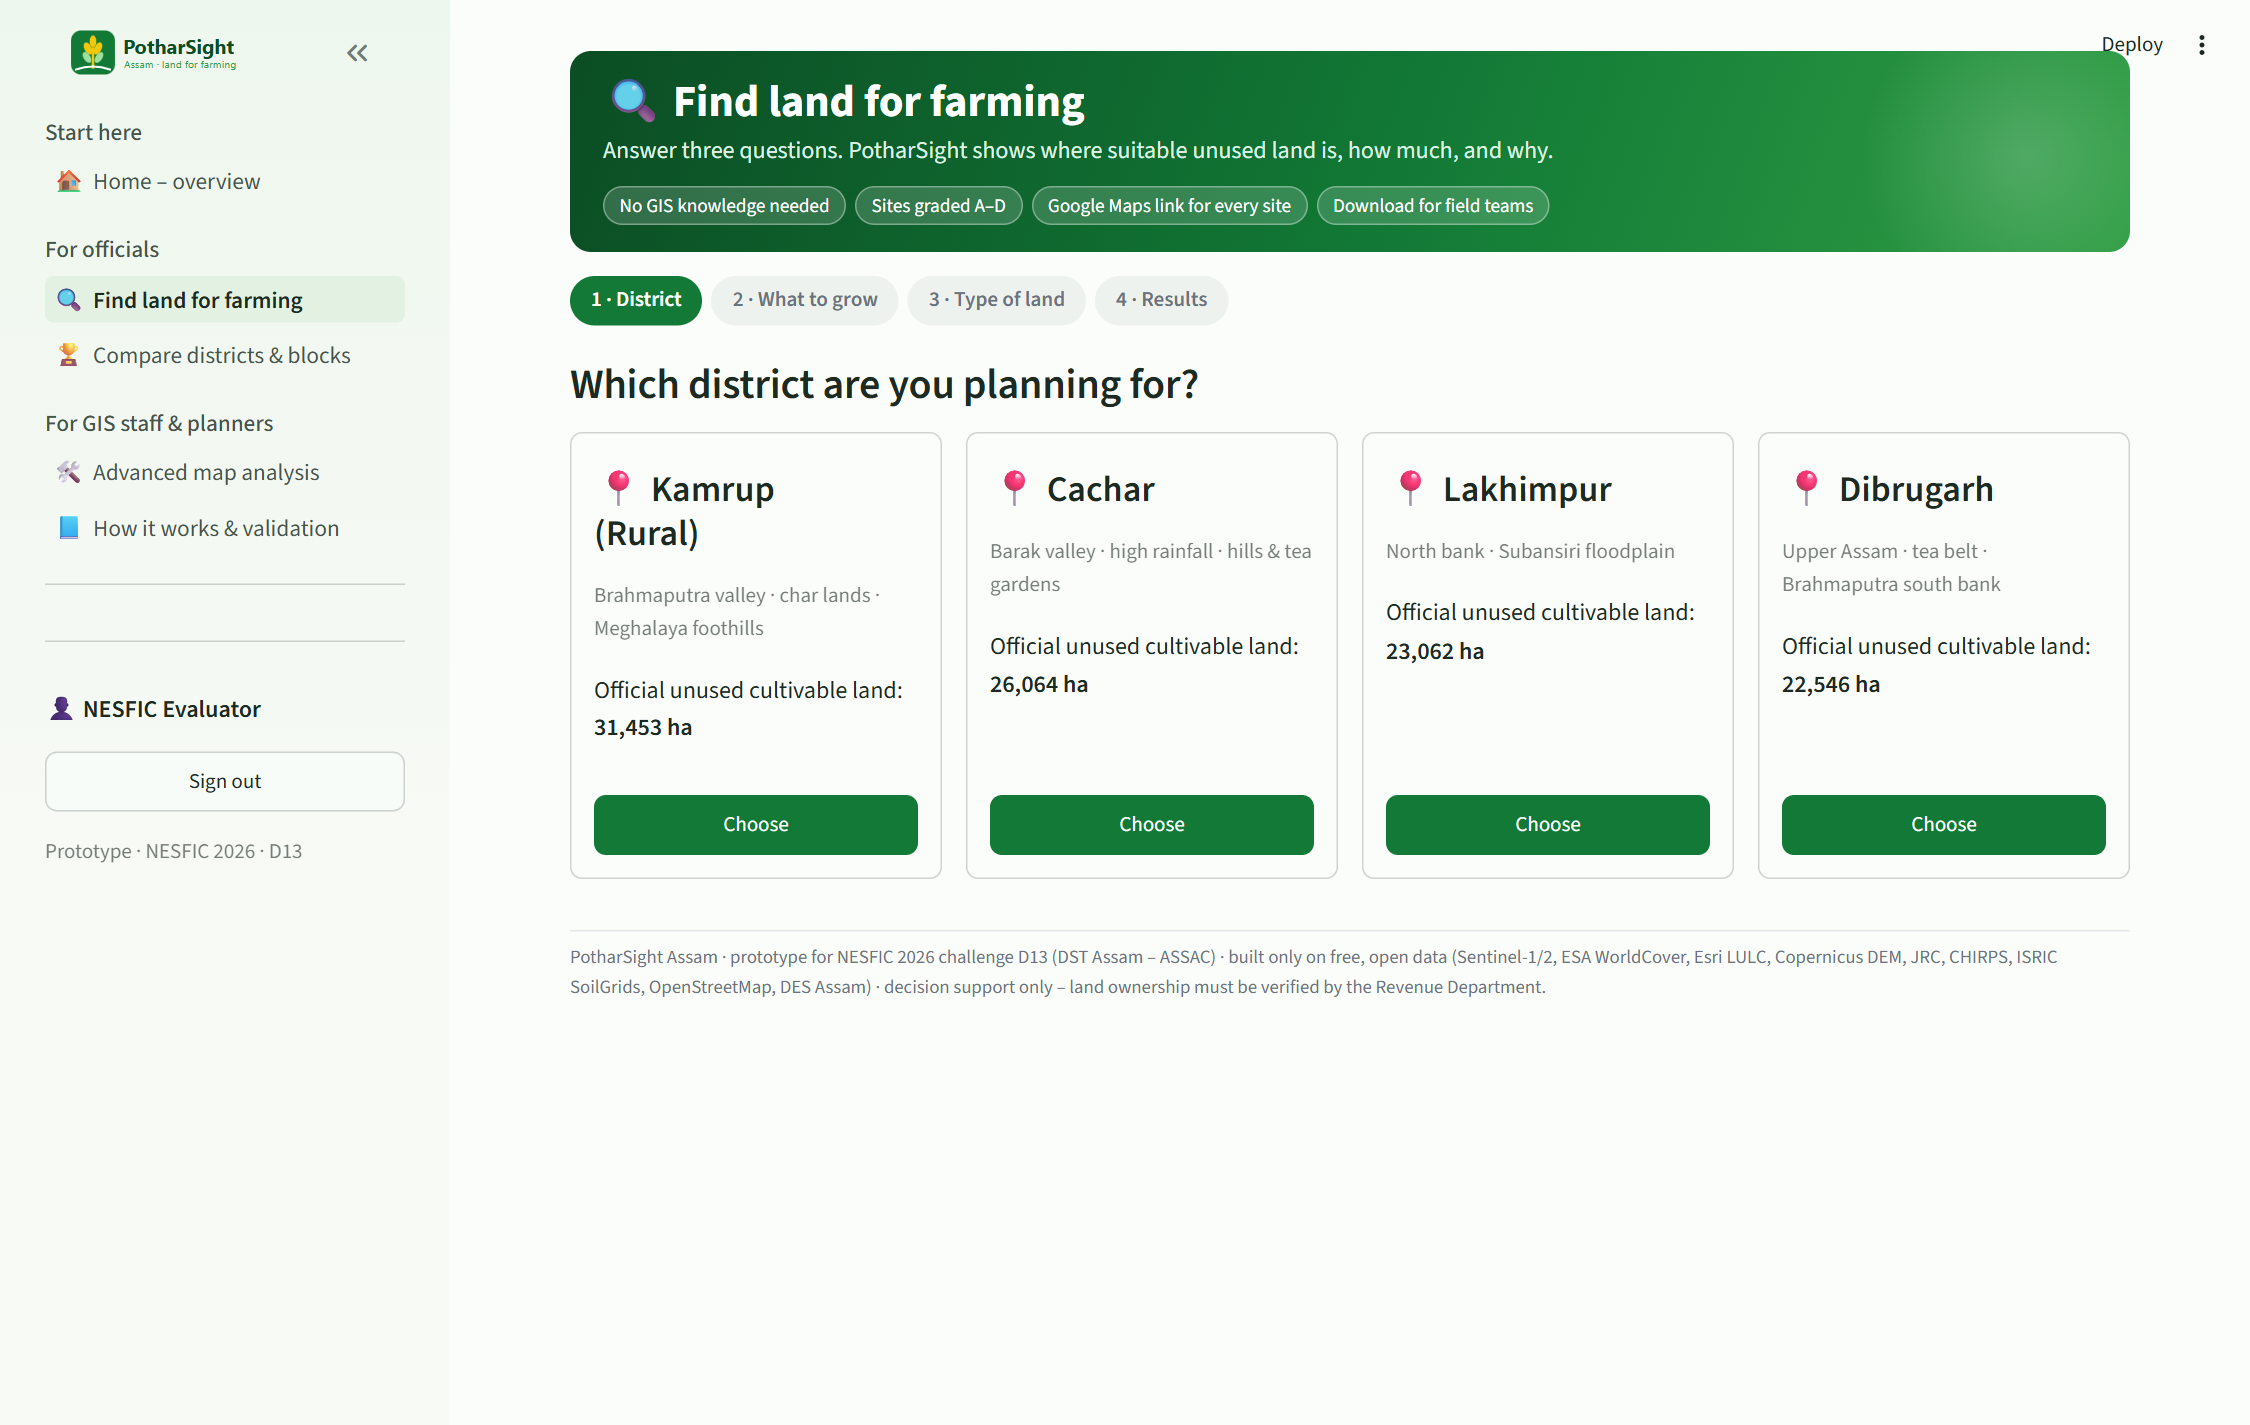 PotharSight
Assam · land for farming
Start here
Home – overview
For officials
Find land for farming
Compare districts & blocks
For GIS staff & planners
Advanced map analysis
How it works & validation
NESFIC Evaluator
Sign out
Prototype · NESFIC 2026 · D13
Deploy
Find land for farming
Answer three questions. PotharSight shows where suitable unused land is, how much, and why.
No GIS knowledge needed
Sites graded A–D
Google Maps link for every site
Download for field teams
1 · District
2 · What to grow
3 · Type of land
4 · Results
Which district are you planning for?
Kamrup
(Rural)
Brahmaputra valley · char lands ·
Meghalaya foothills
Official unused cultivable land:
31,453 ha
Choose
Cachar
Barak valley · high rainfall · hills & tea
gardens
Official unused cultivable land:
26,064 ha
Choose
Lakhimpur
North bank · Subansiri floodplain
Official unused cultivable land:
23,062 ha
Choose
Dibrugarh
Upper Assam · tea belt ·
Brahmaputra south bank
Official unused cultivable land:
22,546 ha
Choose
PotharSight Assam · prototype for NESFIC 2026 challenge D13 (DST Assam – ASSAC) · built only on free, open data (Sentinel-1/2, ESA WorldCover, Esri LULC, Copernicus DEM, JRC, CHIRPS, ISRIC
SoilGrids, OpenStreetMap, DES Assam) · decision support only – land ownership must be verified by the Revenue Department.